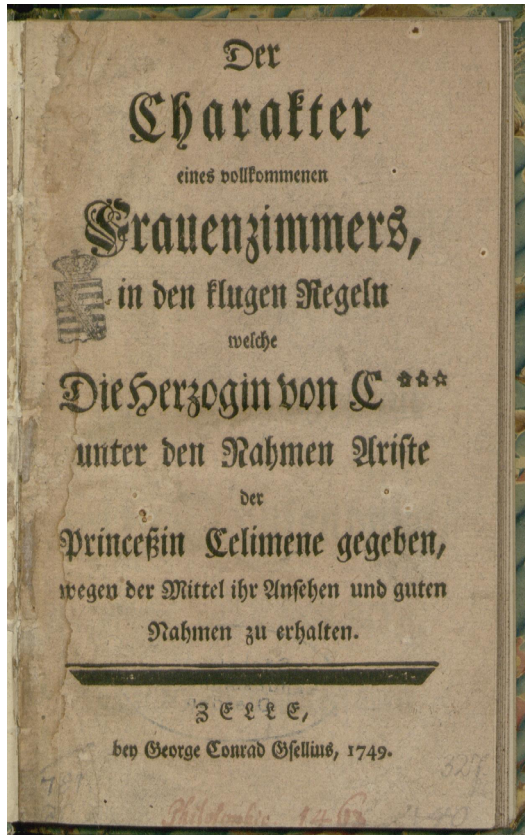 Der
Charakter
eines vollkommenen
Frauenzimmers,
in den klugen Regeln
welche
Die Herzogin von C ***
unter den Nahmen Ariste
der
Princeßin Celimene gegeben,
wegen der Mittel ihr Ansehen und guten
Nahmen zu erhalten.
ZELLE,
bey George Conrad Gsellius, 1749.
527